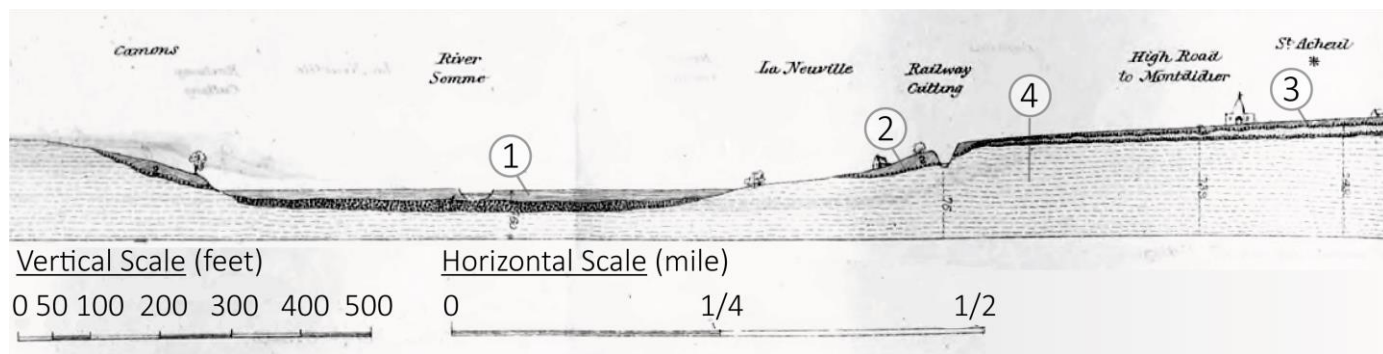 Camons
River
Somme
La Neuville
Railway
Cutting
High Road
to Montdidier
St Acheul
*
1
2
3
4
2
Vertical Scale (feet)
0 50 100 200 300 400 500
Horizontal Scale (mile)
0 1/4 1/2